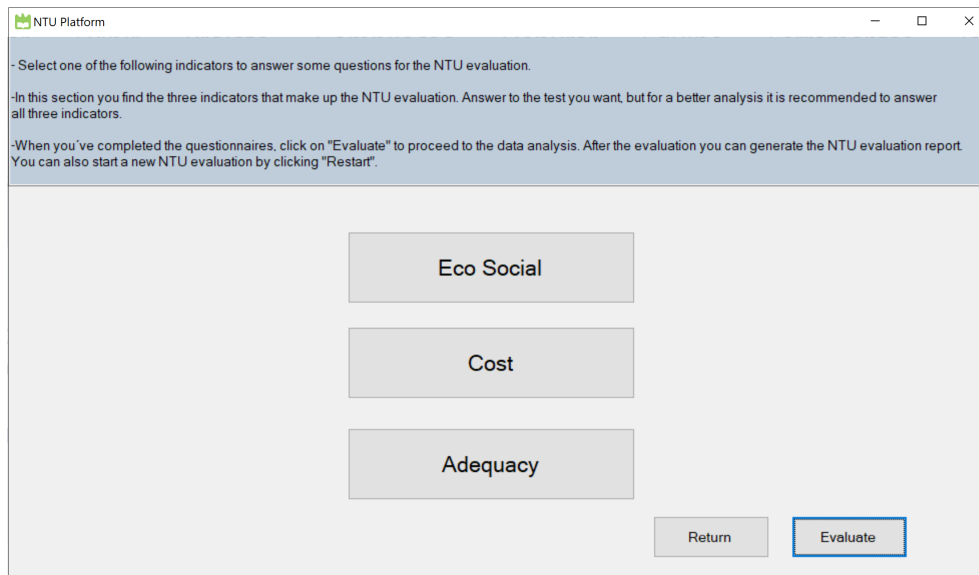 NTU Platform
- Select one of the following indicators to answer some questions for the NTU evaluation.
-In this section you find the three indicators that make up the NTU evaluation. Answer to the test you want, but for a better analysis it is recommended to answer
all three indicators.
-When you´ve completed the questionnaires, click on "Evaluate" to proceed to the data analysis. After the evaluation you can generate the NTU evaluation report.
You can also start a new NTU evaluation by clicking "Restart".
Eco Social
Cost
Adequacy
Return
Evaluate